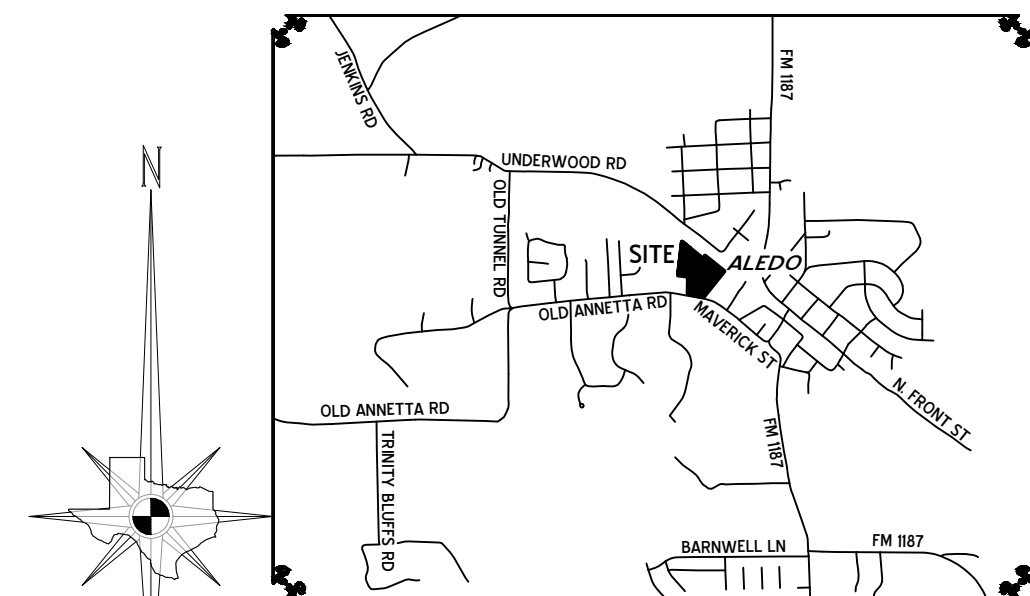 JENKINS RD
FM 1187
N
UNDERWOOD RD
OLD TUNNEL RD
SITE
ALEDO
OLD ANNETTA RD
MAVERICK ST
OLD ANNETTA RD
N. FRONT ST
FM 1187
TRINITY BLUFFS RD
BARNWELL LN
FM 1187